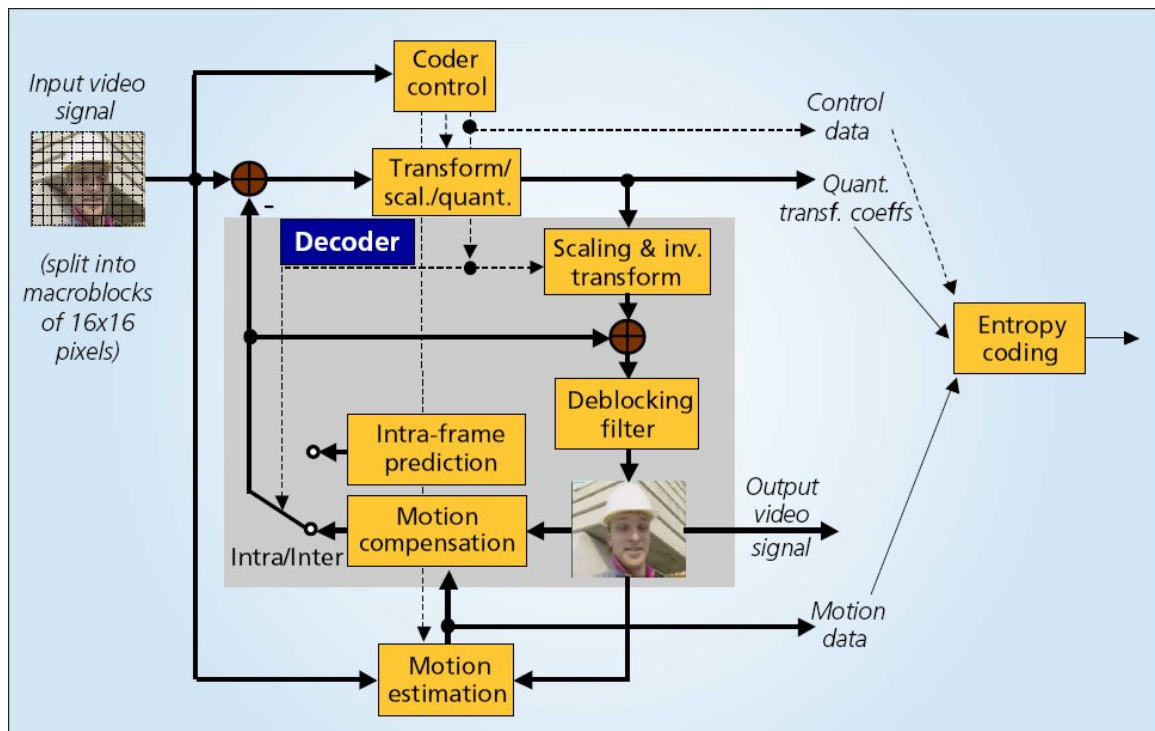 Coder
control
Input video
signal
Control
data
Transform/
scal./quant.
Quant.
transf. coeffs
-
Decoder
Scaling & inv.
transform
(split into
macroblocks
of 16x16
pixels)
Entropy
coding
Deblocking
filter
Intra-frame
prediction
Output
video
signal
Motion
compensation
Intra/Inter
Motion
data
Motion
estimation